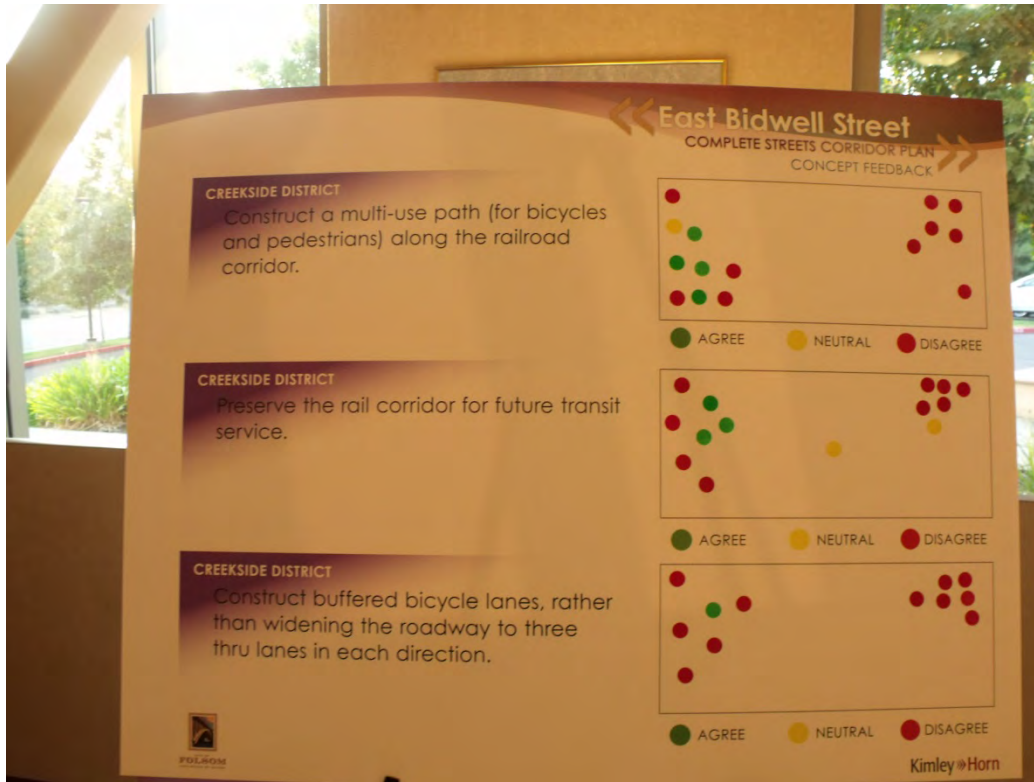 East Bidwell Street
COMPLETE STREETS CORRIDOR PLAN
CONCEPT FEEDBACK
CREEKSIDE DISTRICT
Construct a multi-use path (for bicycles
and pedestrians) along the railroad
corridor.
AGREE NEUTRAL DISAGREE
CREEKSIDE DISTRICT
Preserve the rail corridor for future transit
service.
AGREE NEUTRAL DISAGREE
CREEKSIDE DISTRICT
Construct buffered bicycle lanes, rather
than widening the roadway to three
thru lanes in each direction.
AGREE NEUTRAL DISAGREE
FOLSOM
Kimley»Horn